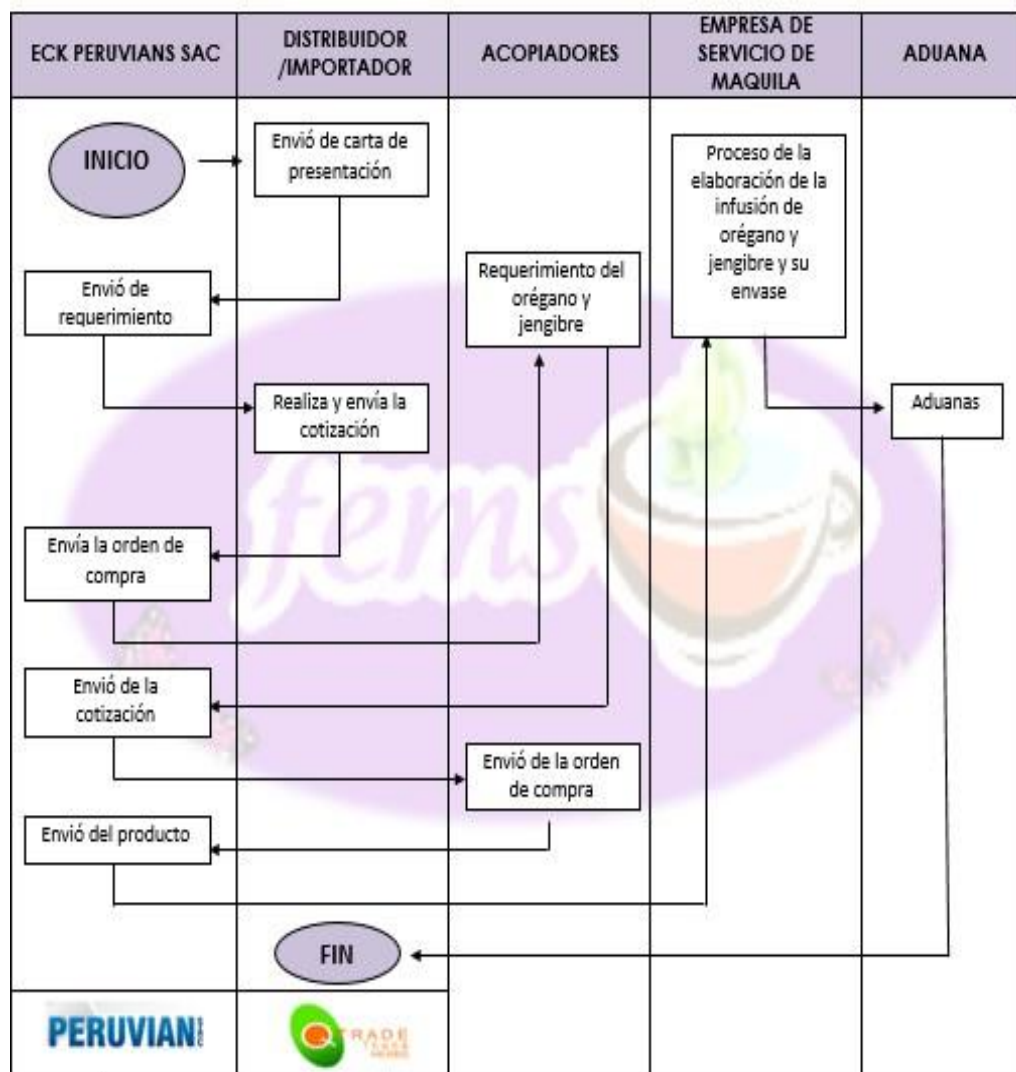 ECK PERUVIANS SAC
DISTRIBUIDOR
/IMPORTADOR
ACOPIADORES
EMPRESA DE
SERVICIO DE
MAQUILA
ADUANA
INICIO
Envió de carta de
presentación
Proceso de la
elaboración de la
infusión de
orégano y
jengibre y su
envase
Envió de
requerimiento
Requerimiento del
orégano y
jengibre
Realiza y envía la
cotización
Aduanas
fems
Envía la orden de
compra
Envió de la
cotización
Envió de la orden
de compra
Envió del producto
FIN
PERUVIAN
TRADE